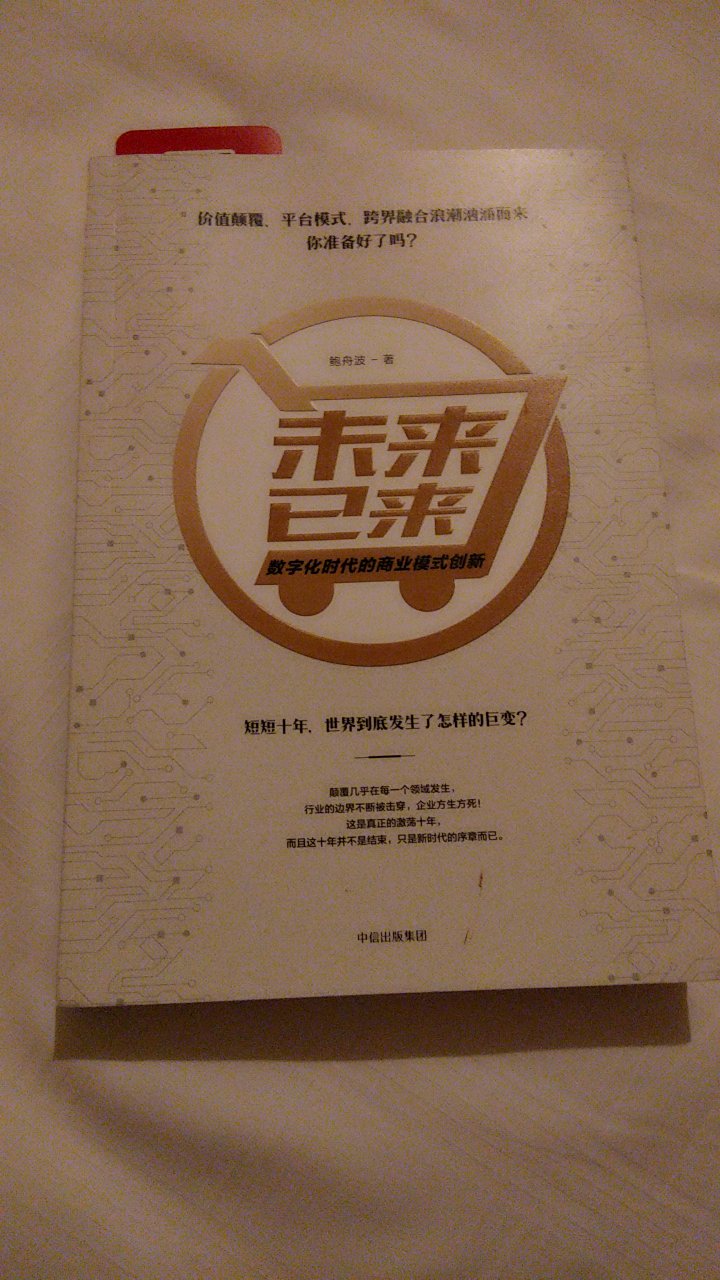 价值颠覆、平台模式、跨界融合浪潮汹涌而来
你准备好了吗？
鲍舟波 - 著
未来
已来
数字化时代的商业模式创新
短短十年，世界到底发生了怎样的巨变？
颠覆几乎在每一个领域发生，
行业的边界不断被击穿，企业方生方死！
这是真正的激荡十年，
而且这十年并不是结束，只是新时代的序章而已。
中信出版集团